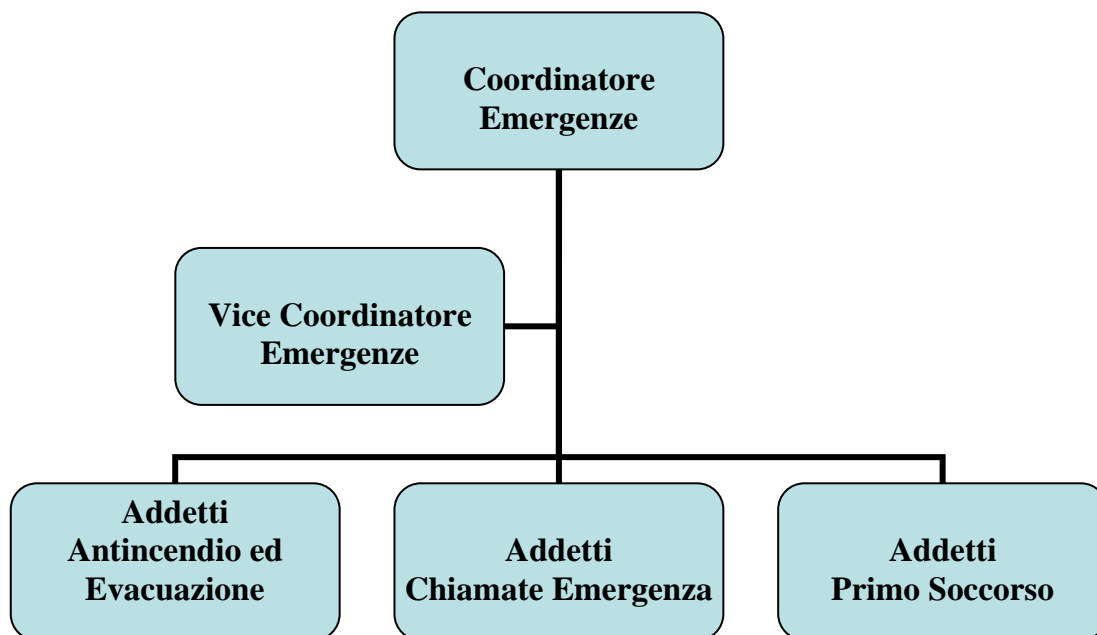 Coordinatore
Emergenze
Vice Coordinatore
Emergenze
Addetti
Antincendio ed
Evacuazione
Addetti
Chiamate Emergenza
Addetti
Primo Soccorso